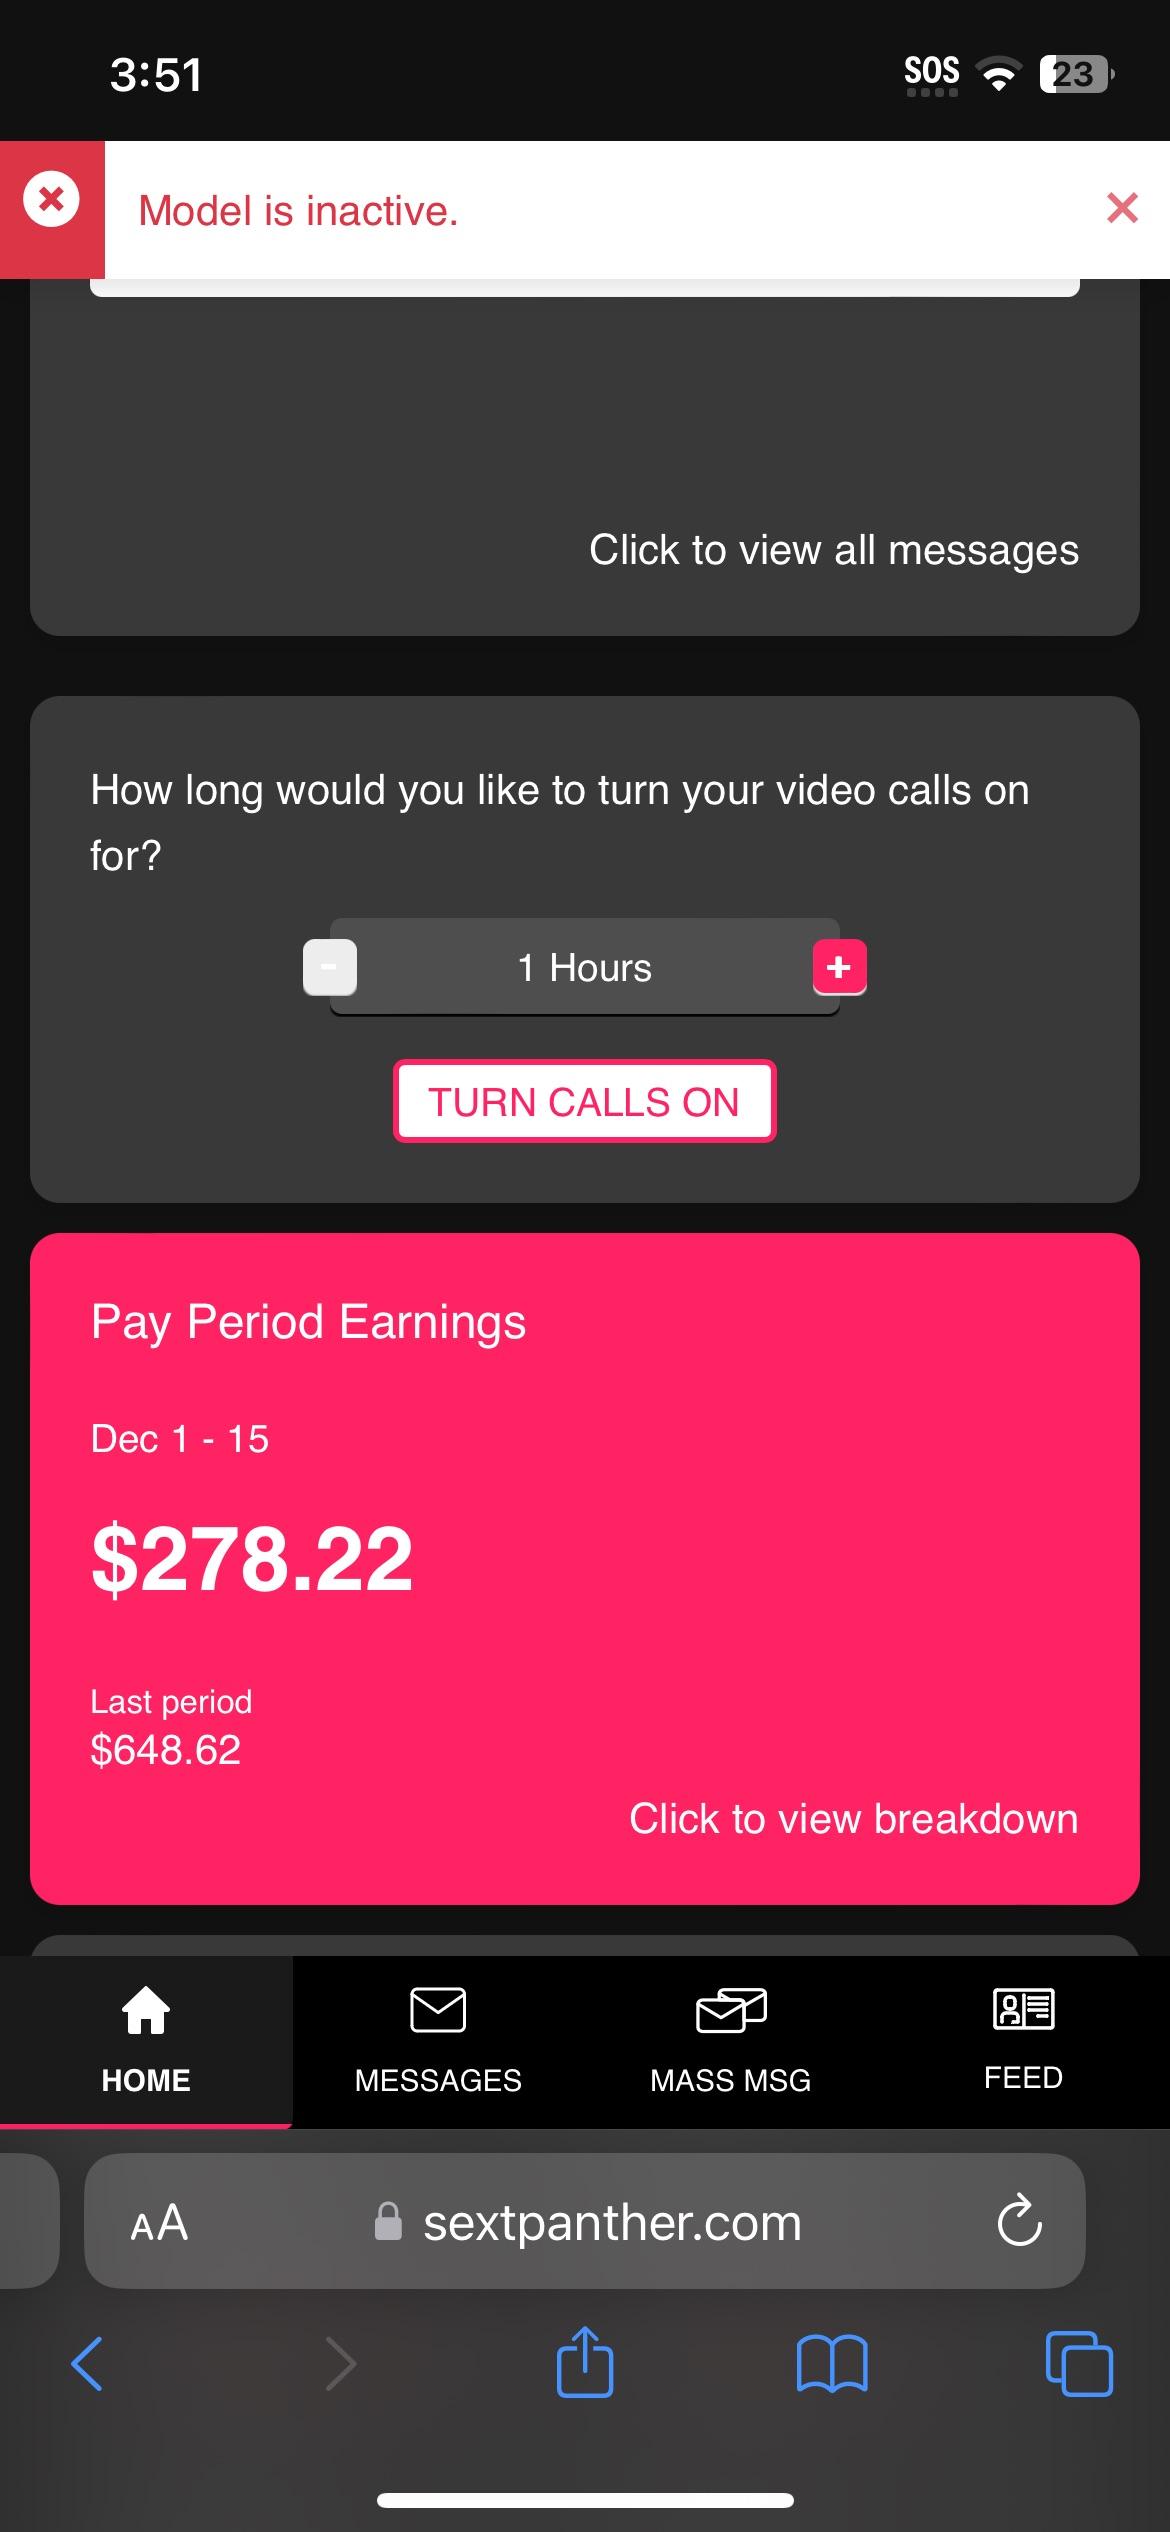 3:51
SOS
23
Model is inactive.
Click to view all messages
How long would you like to turn your video calls on
for?
- 1 Hours +
TURN CALLS ON
Pay Period Earnings
Dec 1 - 15
$278.22
Last period
$648.62
Click to view breakdown
HOME MESSAGES MASS MSG FEED
AA sextpanther.com